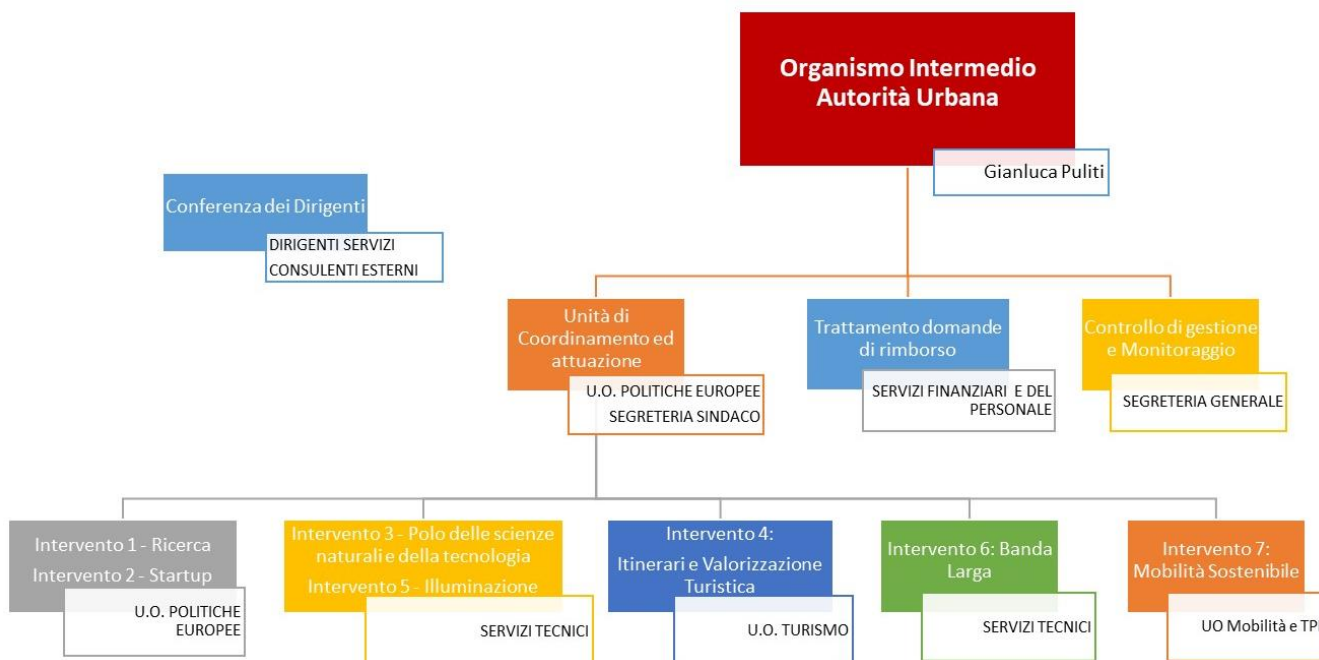 Organismo Intermedio
Autorità Urbana
Gianluca Puliti
Conferenza dei Dirigenti
DIRIGENTI SERVIZI
CONSULENTI ESTERNI
Unità di
Coordinamento ed
attuazione
U.O. POLITICHE EUROPEE
SEGRETERIA SINDACO
Trattamento domande
di rimborso
SERVIZI FINANZIARI E DEL
PERSONALE
Controllo di gestione
e Monitoraggio
SEGRETERIA GENERALE
Intervento 1 - Ricerca
Intervento 2 - Startup
U.O. POLITICHE
EUROPEE
Intervento 3 - Polo delle scienze
naturali e della tecnologia
Intervento 5 - Illuminazione
SERVIZI TECNICI
Intervento 4:
Itinerari e Valorizzazione
Turistica
U.O. TURISMO
Intervento 6: Banda
Larga
SERVIZI TECNICI
Intervento 7:
Mobilità Sostenibile
UO Mobilità e